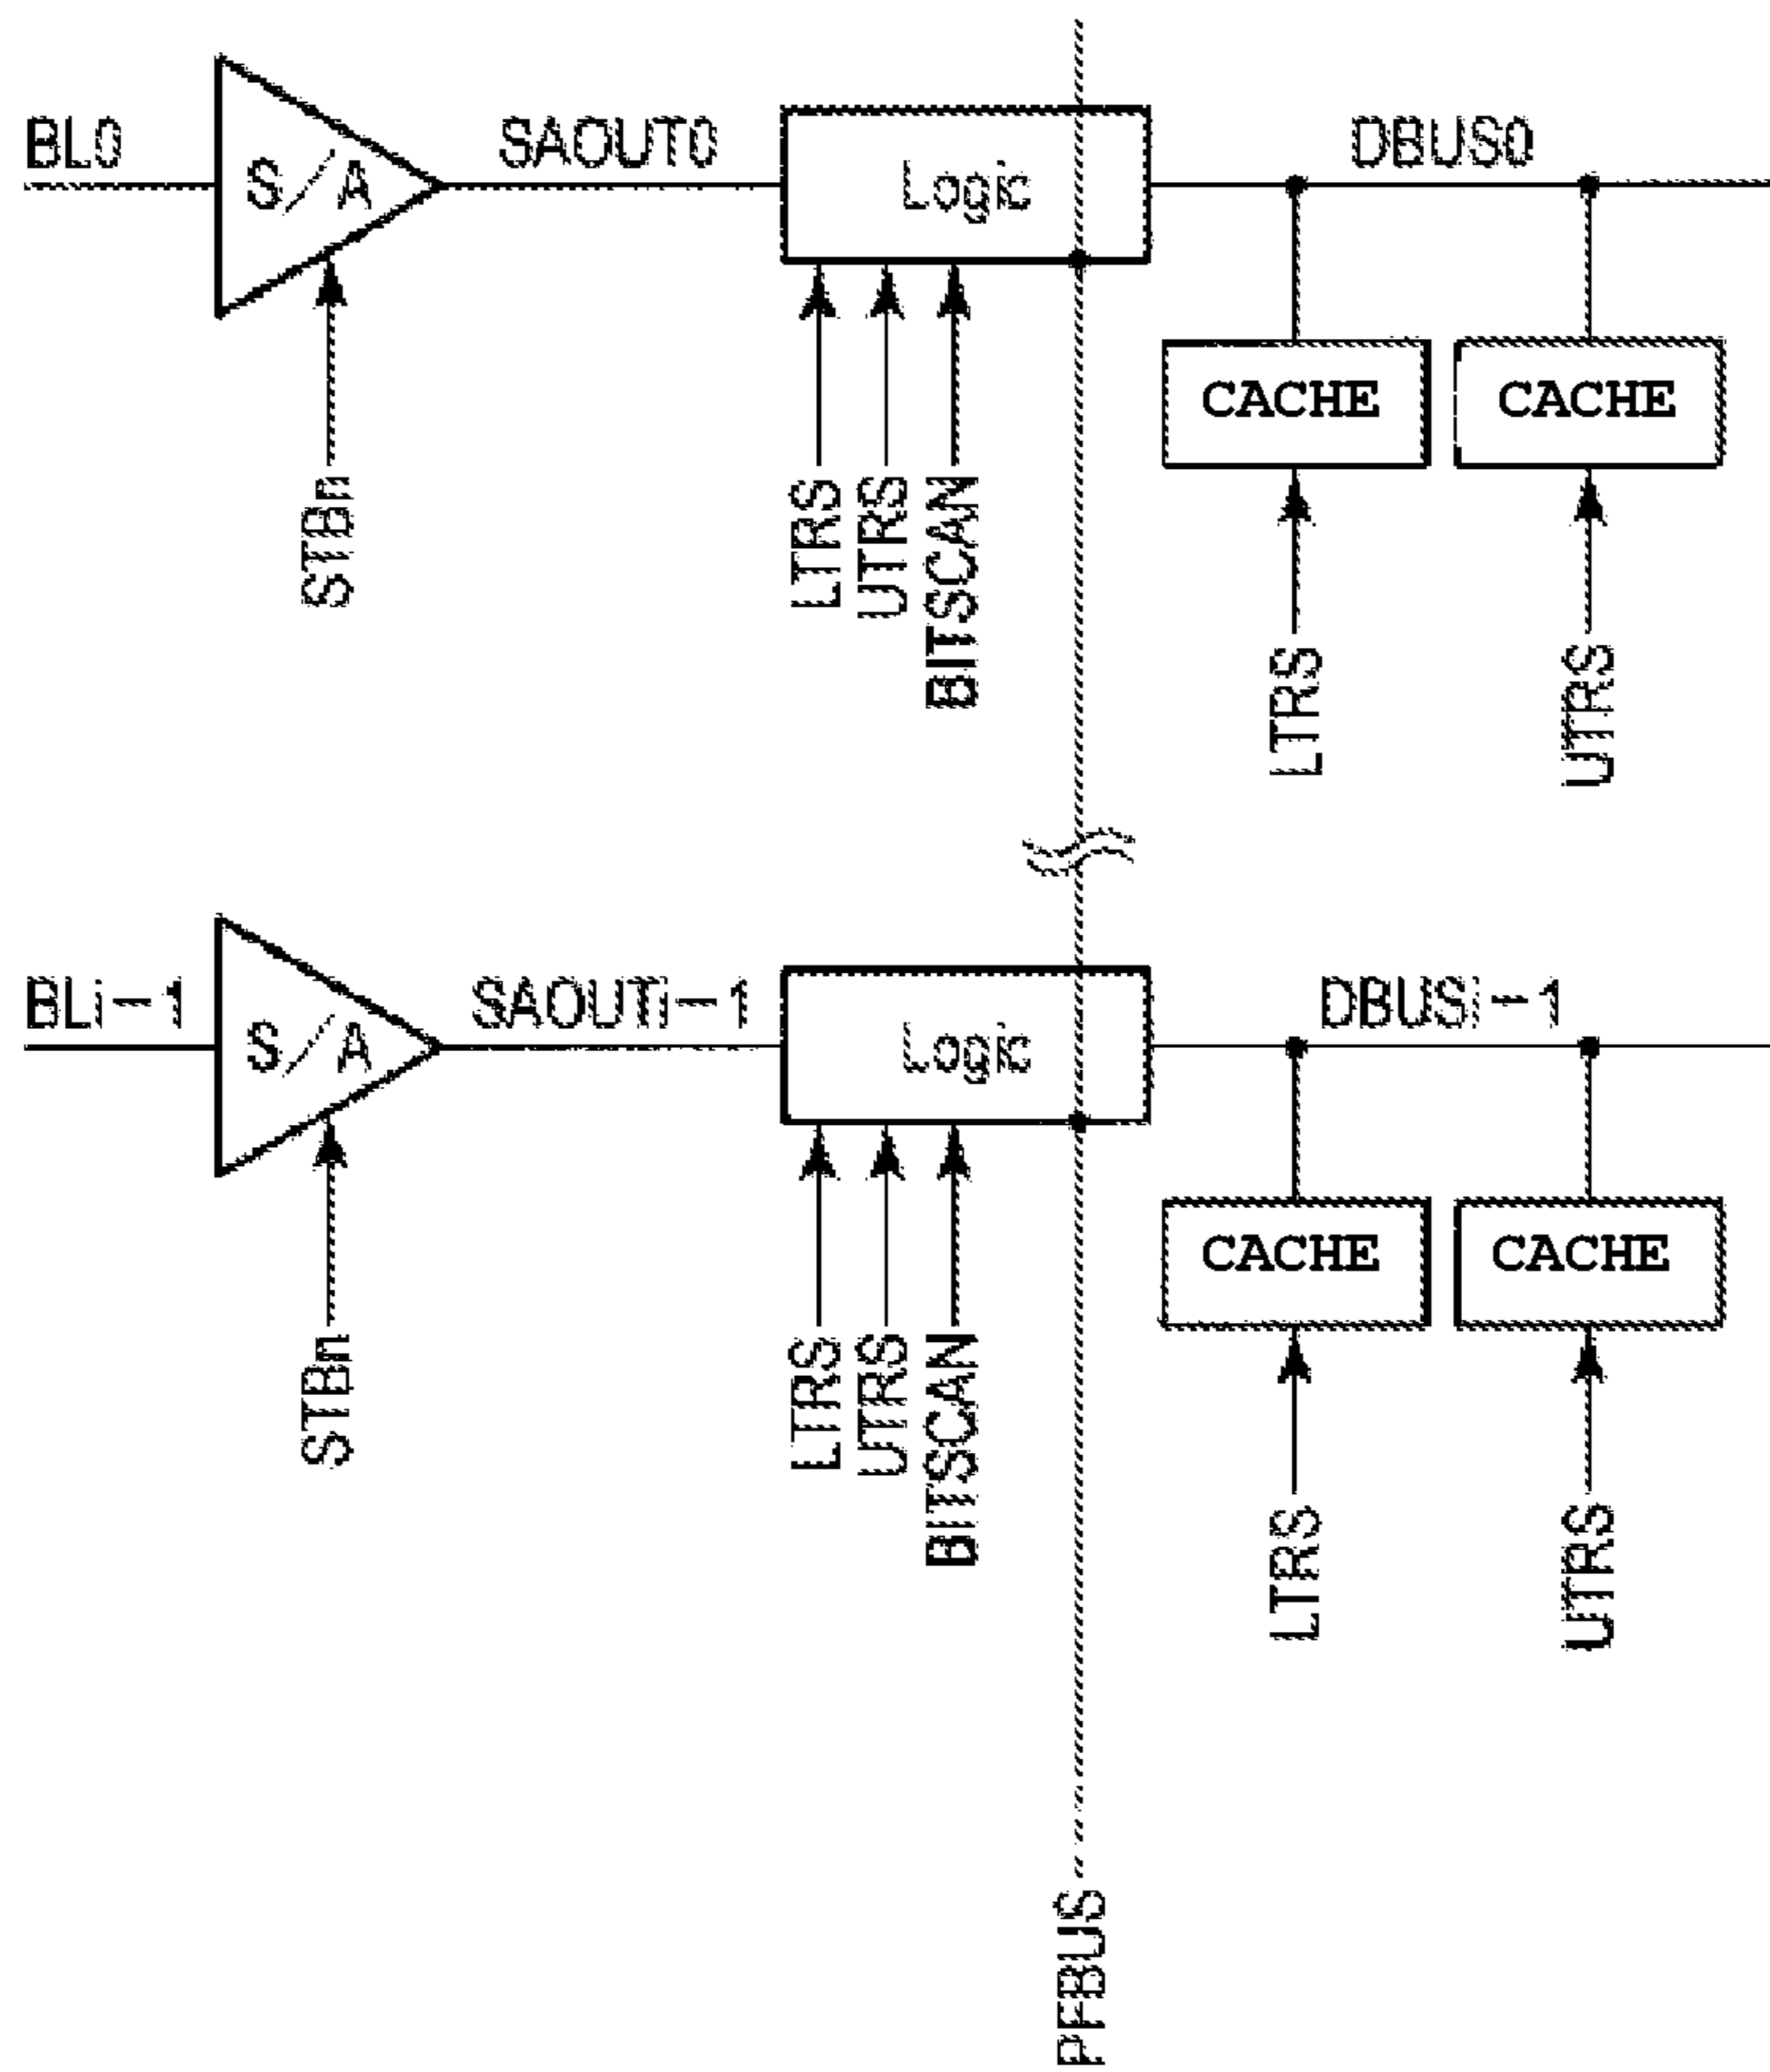 BL0
S/A
SAOUT0
Logic
DBUS0
CACHE
CACHE
STBn
LTRS
UTRS
BITSCAN
LTRS
UTRS
BLi-1
S/A
SAOUTi-1
Logic
DBUSi-1
CACHE
CACHE
STBn
LTRS
UTRS
BITSCAN
LTRS
UTRS
PFBUS